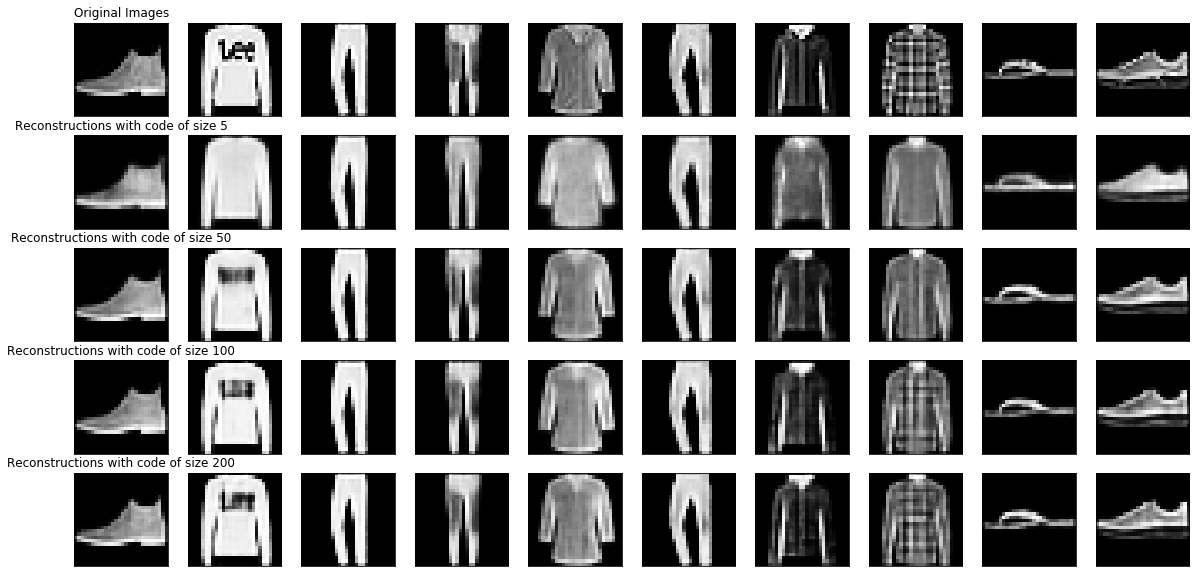 Original Images
Lee
Reconstructions with code of size 5
Reconstructions with code of size 50
Reconstructions with code of size 100
Reconstructions with code of size 200
Lee